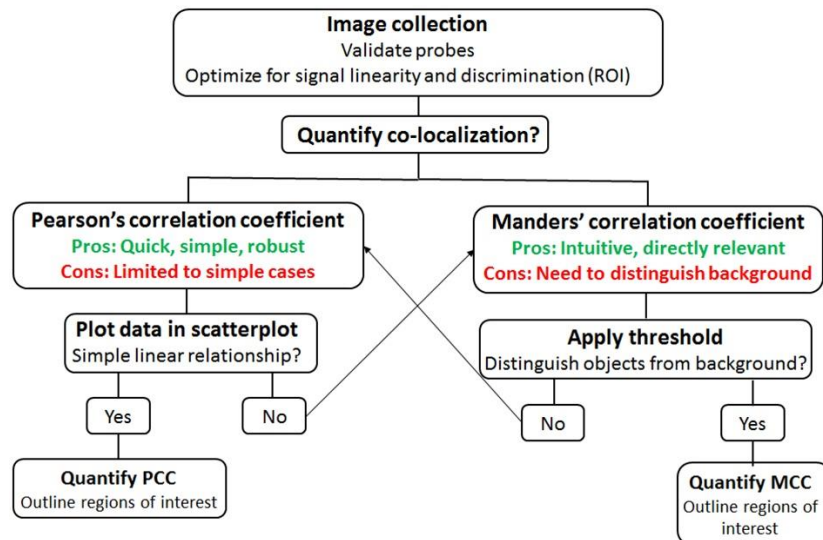 Image collection
Validate probes
Optimize for signal linearity and discrimination (ROI)
Quantify co-localization?
Pearson's correlation coefficient
Pros: Quick, simple, robust
Cons: Limited to simple cases
Manders' correlation coefficient
Pros: Intuitive, directly relevant
Cons: Need to distinguish background
Plot data in scatterplot
Simple linear relationship?
Apply threshold
Distinguish objects from background?
Yes
No
No
Yes
Quantify PCC
Outline regions of interest
Quantify MCC
Outline regions of
interest